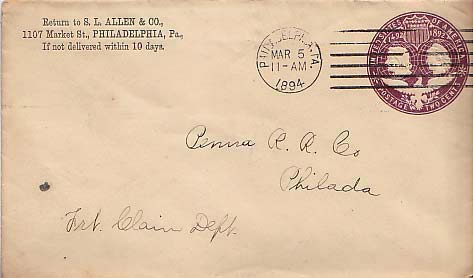 Return to S. L. ALLEN & CO.,
1107 Market St., PHILADELPHIA, Pa.,
If not delivered within 10 days.
PHILADELPHIA, PA.
MAR 5
11-AM
1894
UNITED STATES OF AMERICA
1492 1892
POSTAGE TWO CENTS
Penna R. R. Co
Philada
Frt. Claim Dept.